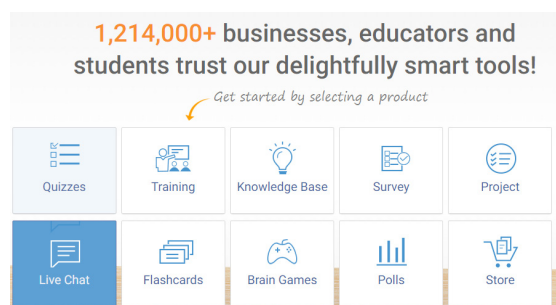 1,214,000+ businesses, educators and
students trust our delightfully smart tools!
Get started by selecting a product
Quizzes
Training
Knowledge Base
Survey
Project
Live Chat
Flashcards
Brain Games
Polls
Store